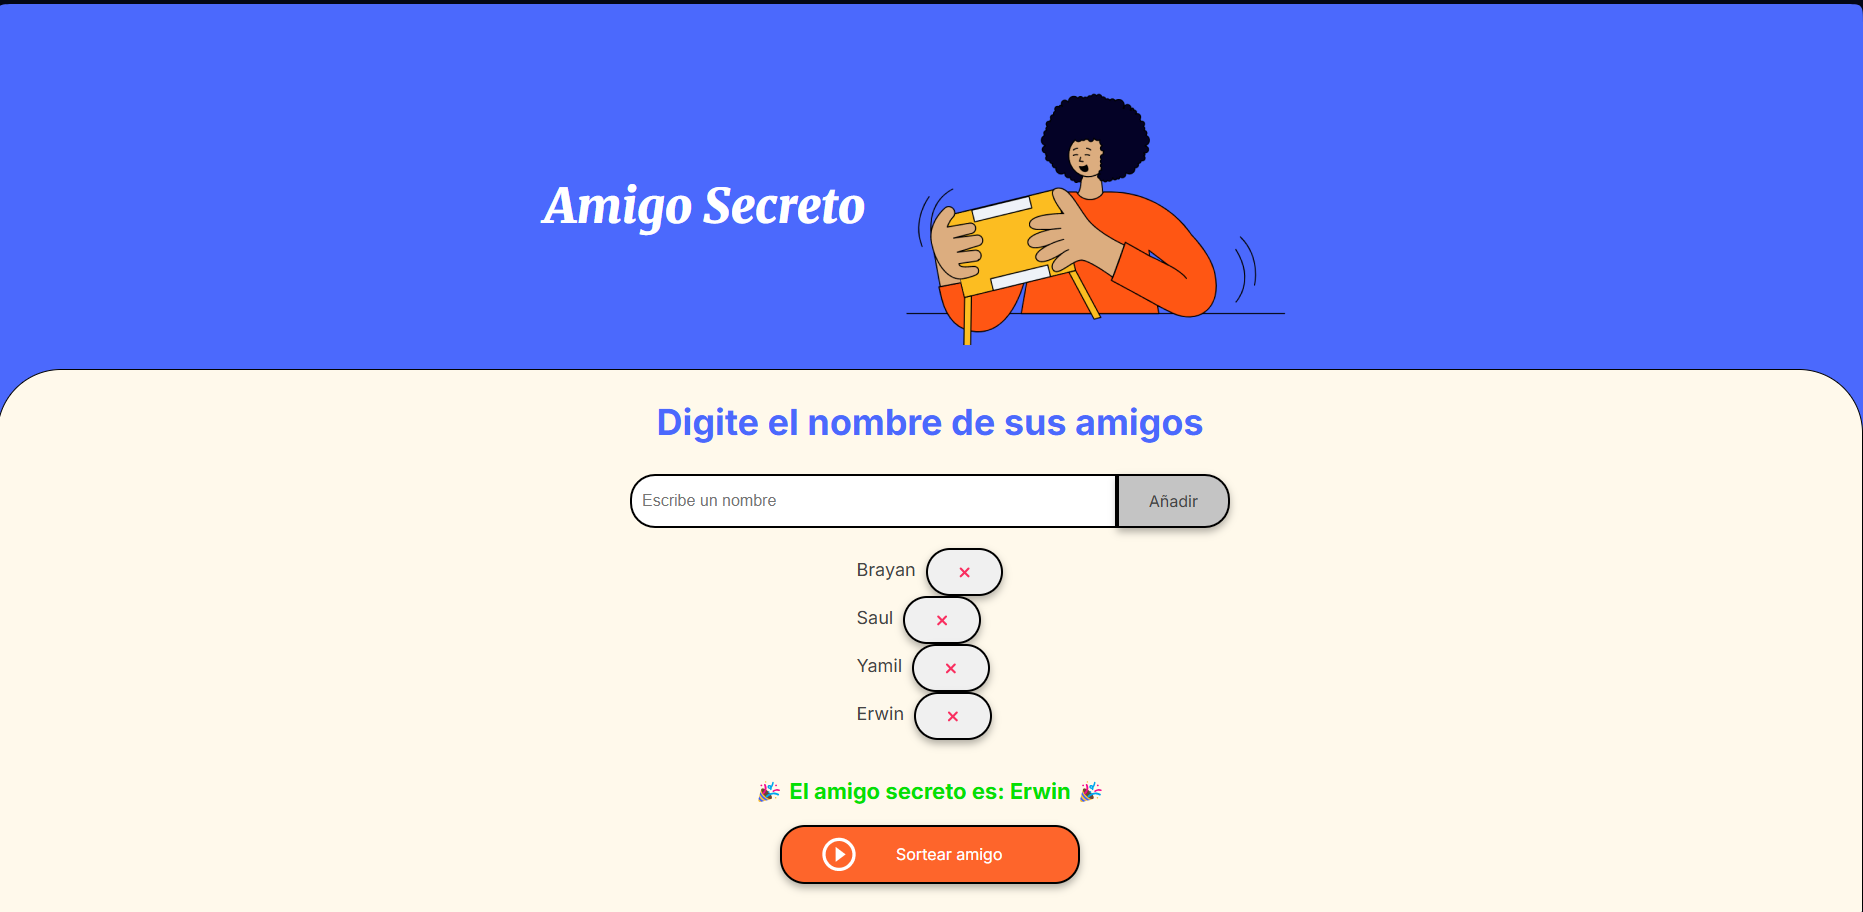 Amigo Secreto
Digite el nombre de sus amigos
Escribe un nombre
Añadir
Brayan ×
Saul ×
Yamil ×
Erwin ×
🎉 El amigo secreto es: Erwin 🎉
Sortear amigo